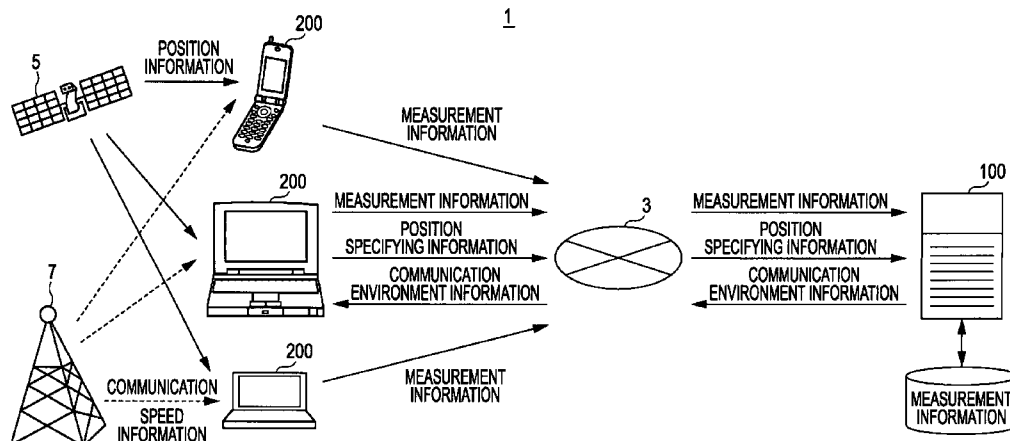 1
200
5
POSITION
INFORMATION
MEASUREMENT
INFORMATION
200
MEASUREMENT INFORMATION
POSITION
SPECIFYING INFORMATION
COMMUNICATION
ENVIRONMENT INFORMATION
3
MEASUREMENT INFORMATION
POSITION
SPECIFYING INFORMATION
COMMUNICATION
ENVIRONMENT INFORMATION
100
7
COMMUNICATION
SPEED
INFORMATION
200
MEASUREMENT
INFORMATION
MEASUREMENT
INFORMATION